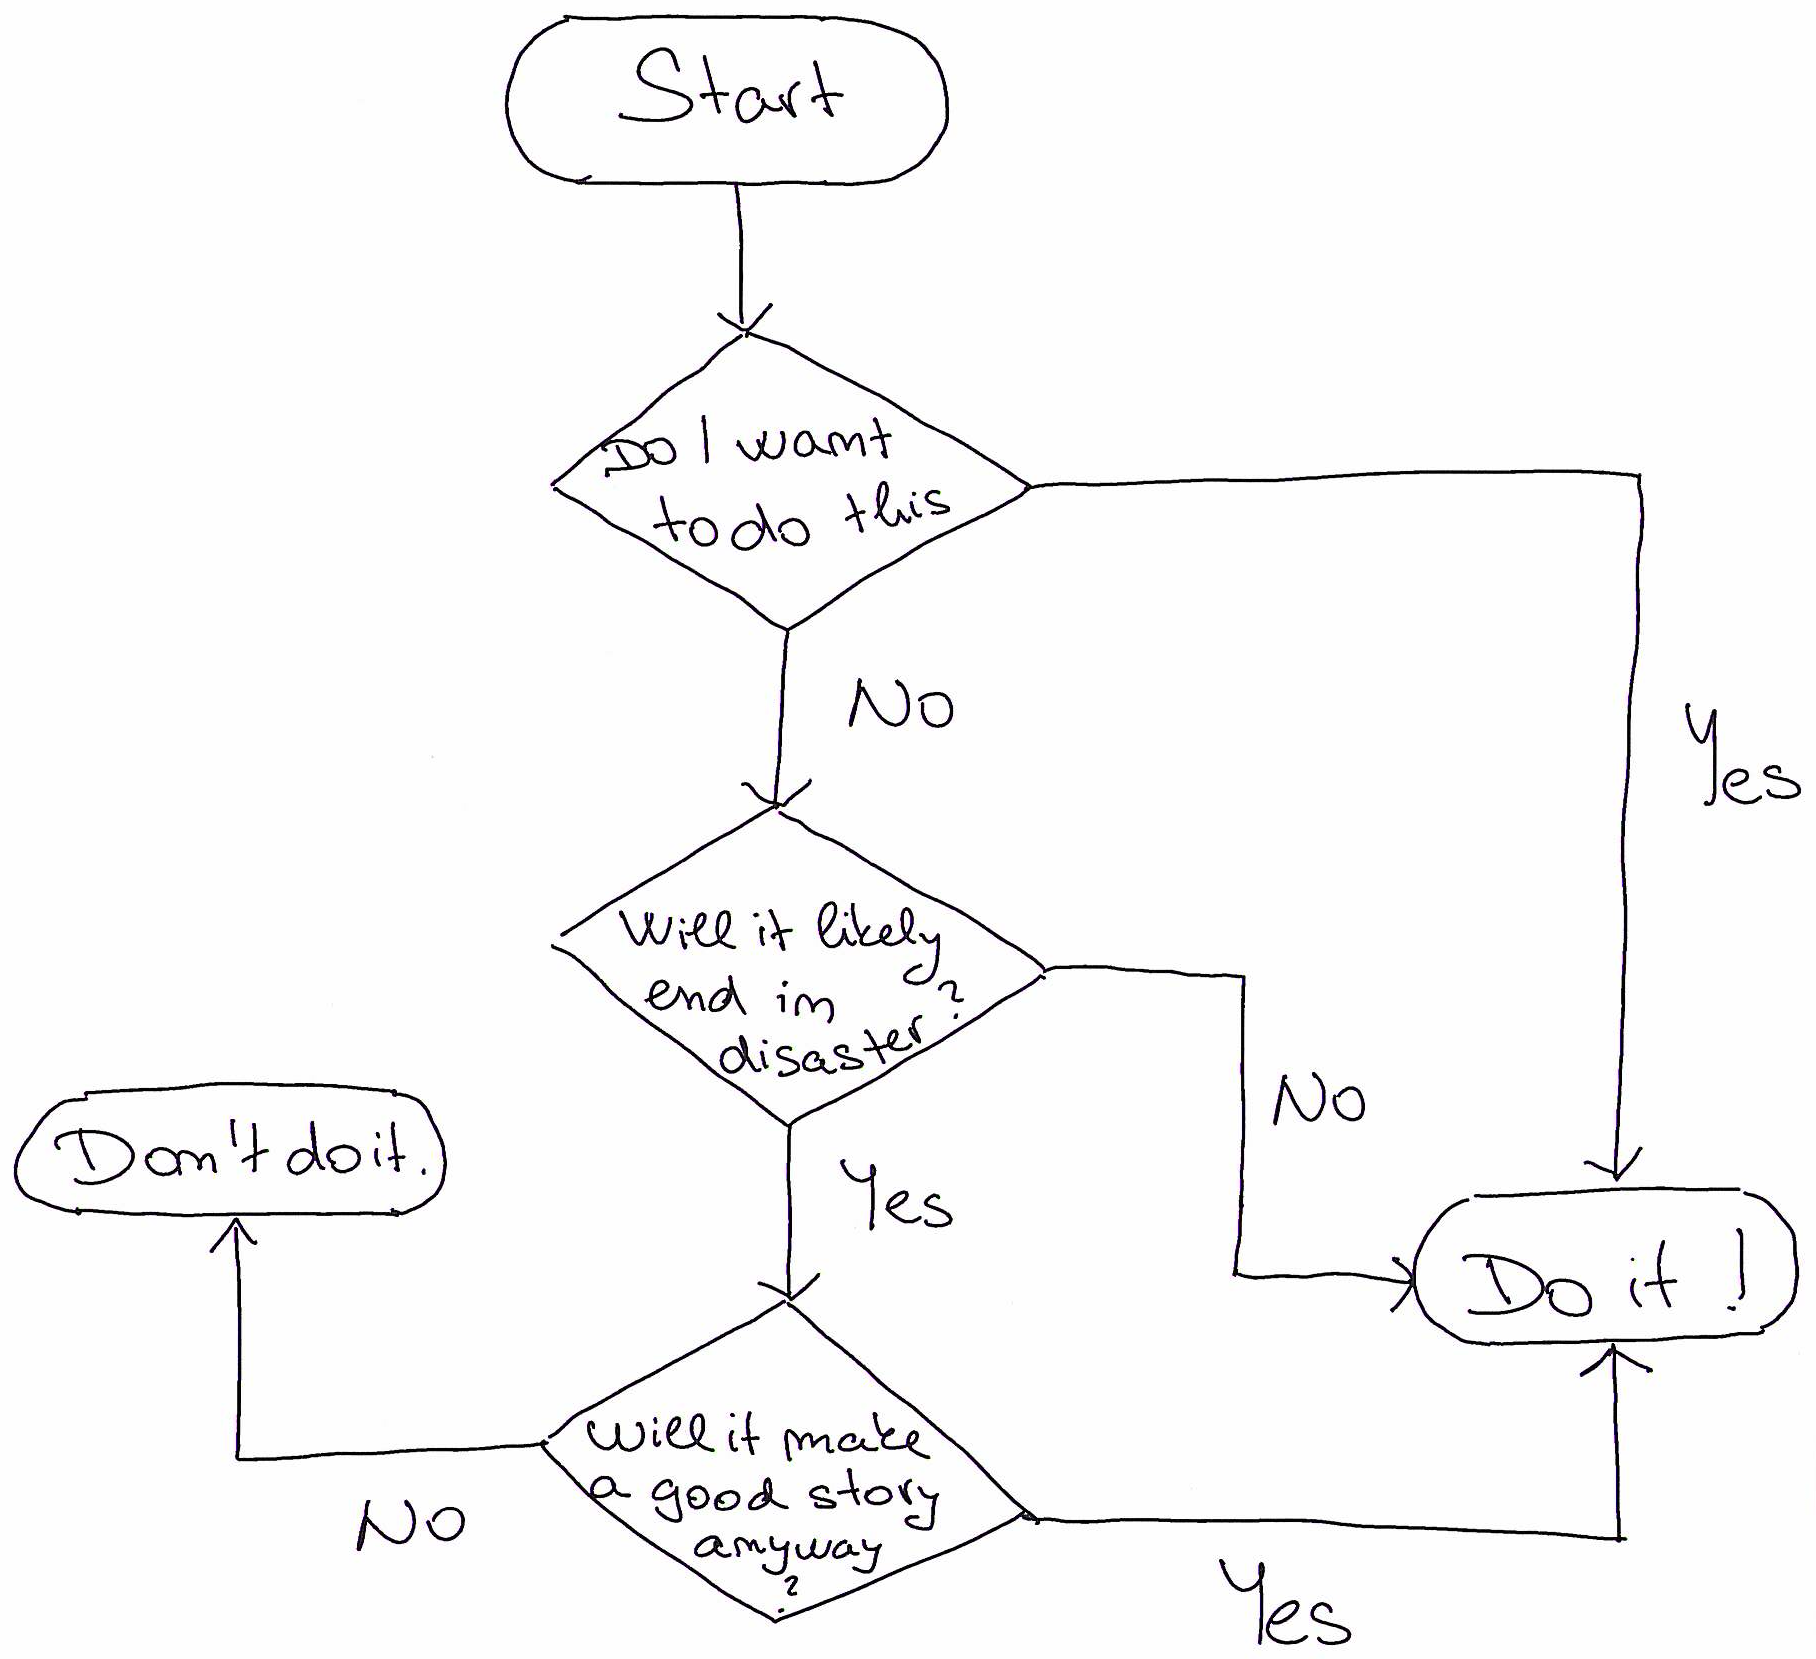 Start
Do I want
to do this
No
Yes
Will it likely
end in
disaster?
No
Don't do it.
Yes
Do it!
Will it make
a good story
anyway
?
No
Yes